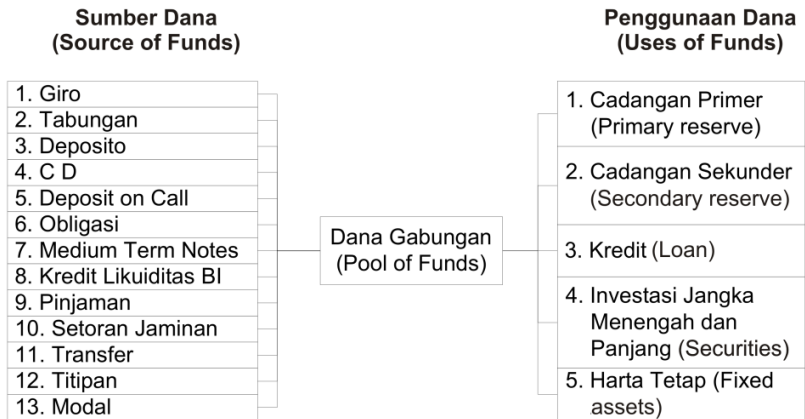 Sumber Dana
(Source of Funds)
1. Giro
2. Tabungan
3. Deposito
4. C D
5. Deposit on Call
6. Obligasi
7. Medium Term Notes
8. Kredit Likuiditas BI
9. Pinjaman
10. Setoran Jaminan
11. Transfer
12. Titipan
13. Modal
Dana Gabungan
(Pool of Funds)
Penggunaan Dana
(Uses of Funds)
1. Cadangan Primer
(Primary reserve)
2. Cadangan Sekunder
(Secondary reserve)
3. Kredit (Loan)
4. Investasi Jangka
Menengah dan
Panjang (Securities)
5. Harta Tetap (Fixed
assets)